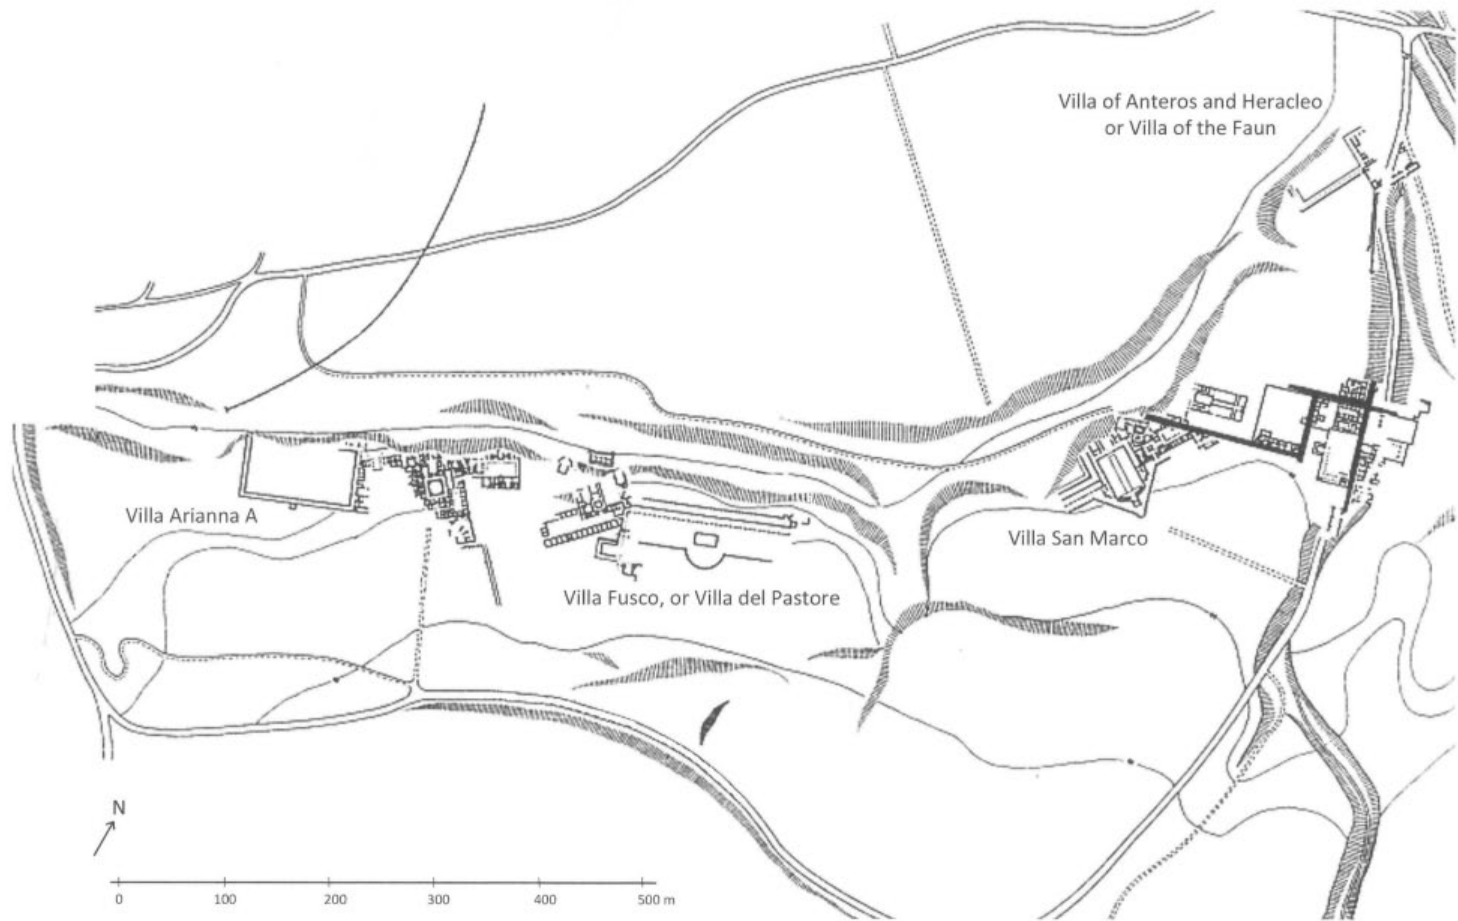 Villa of Anteros and Heracleo
or Villa of the Faun
Villa Arianna A
Villa San Marco
Villa Fusco, or Villa del Pastore
N
0 100 200 300 400 500 m